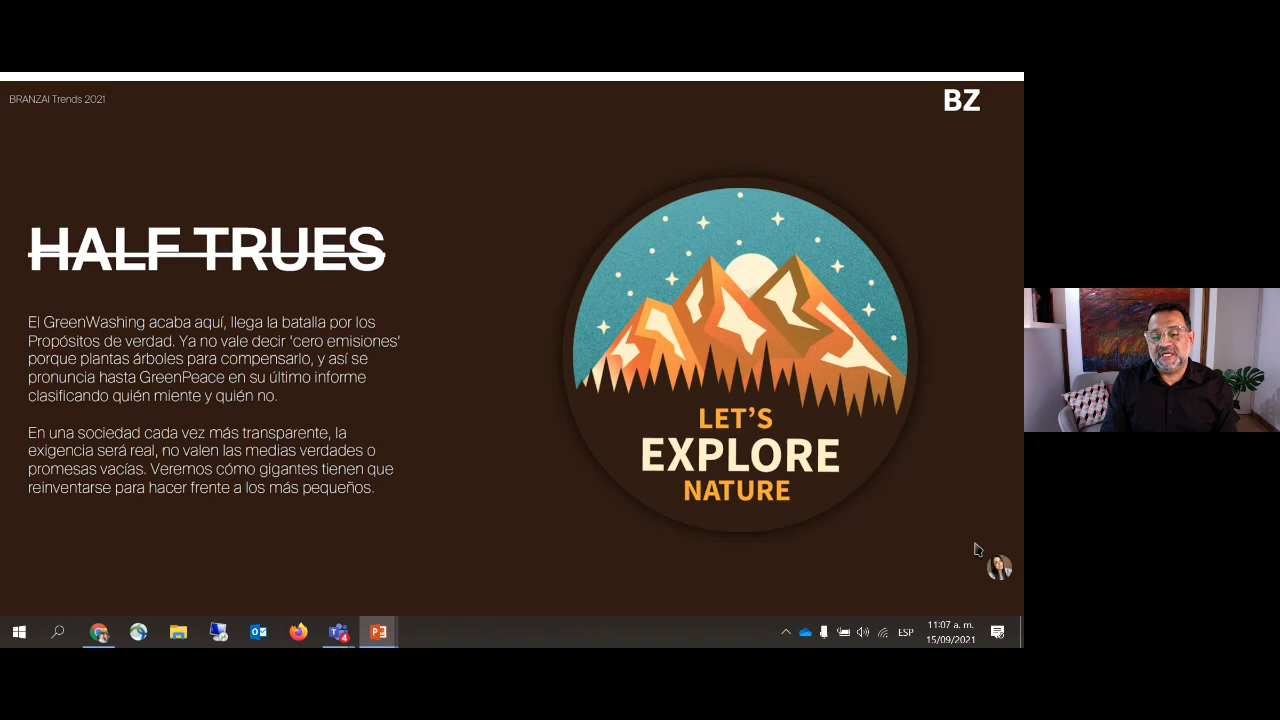 BRANZAI Trends 2021
BZ
HALF TRUES
El GreenWashing acaba aquí, llega la batalla por los
Propósitos de verdad. Ya no vale decir 'cero emisiones'
porque plantas árboles para compensarlo, y así se
pronuncia hasta GreenPeace en su último informe
clasificando quién miente y quién no.
En una sociedad cada vez más transparente, la
exigencia será real, no valen las medias verdades o
promesas vacías. Veremos cómo gigantes tienen que
reinventarse para hacer frente a los más pequeños.
LET'S
EXPLORE
NATURE
4
ESP
11:07 a. m.
15/09/2021